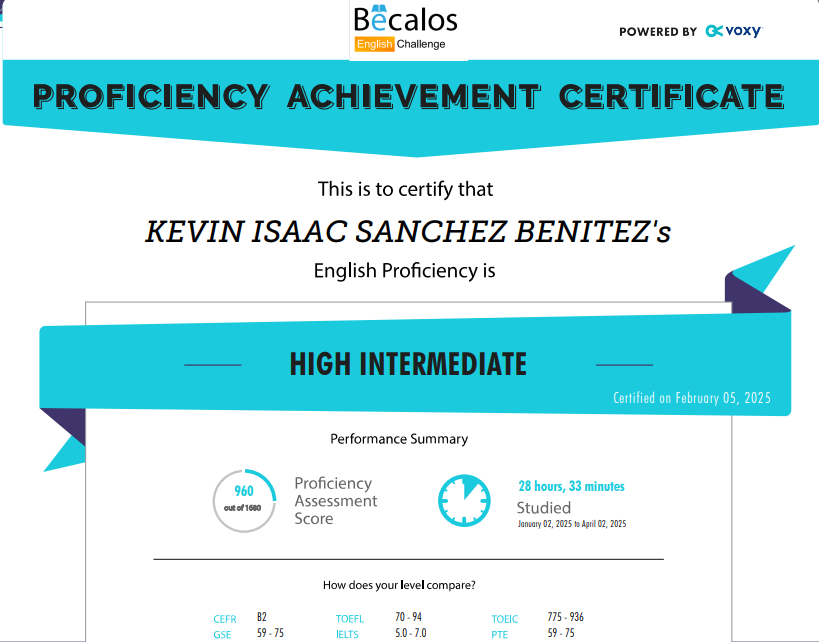 Bécalos
English Challenge
POWERED BY voxy
PROFICIENCY ACHIEVEMENT CERTIFICATE
This is to certify that
KEVIN ISAAC SANCHEZ BENITEZ's
English Proficiency is
HIGH INTERMEDIATE
Certified on February 05, 2025
Performance Summary
960
out of 1680
Proficiency
Assessment
Score
28 hours, 33 minutes
Studied
January 02, 2025 to April 02, 2025
How does your level compare?
CEFR B2 TOEFL 70 - 94 TOEIC 775 - 936
GSE 59 - 75 IELTS 5.0 - 7.0 PTE 59 - 75